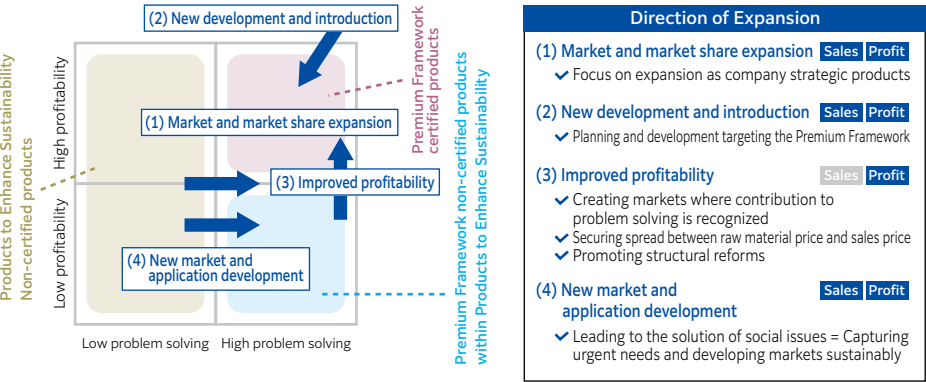 Products to Enhance Sustainability
Non-certified products
High profitability
Low profitability
(2) New development and introduction
(1) Market and market share expansion
(3) Improved profitability
(4) New market and
application development
Low problem solving
High problem solving
Premium Framework
certified products
Premium Framework non-certified products
within Products to Enhance Sustainability
Direction of Expansion
(1) Market and market share expansion Sales Profit
Focus on expansion as company strategic products
(2) New development and introduction Sales Profit
Planning and development targeting the Premium Framework
(3) Improved profitability Sales Profit
Creating markets where contribution to
problem solving is recognized
Securing spread between raw material price and sales price
Promoting structural reforms
(4) New market and Sales Profit
application development
Leading to the solution of social issues = Capturing
urgent needs and developing markets sustainably